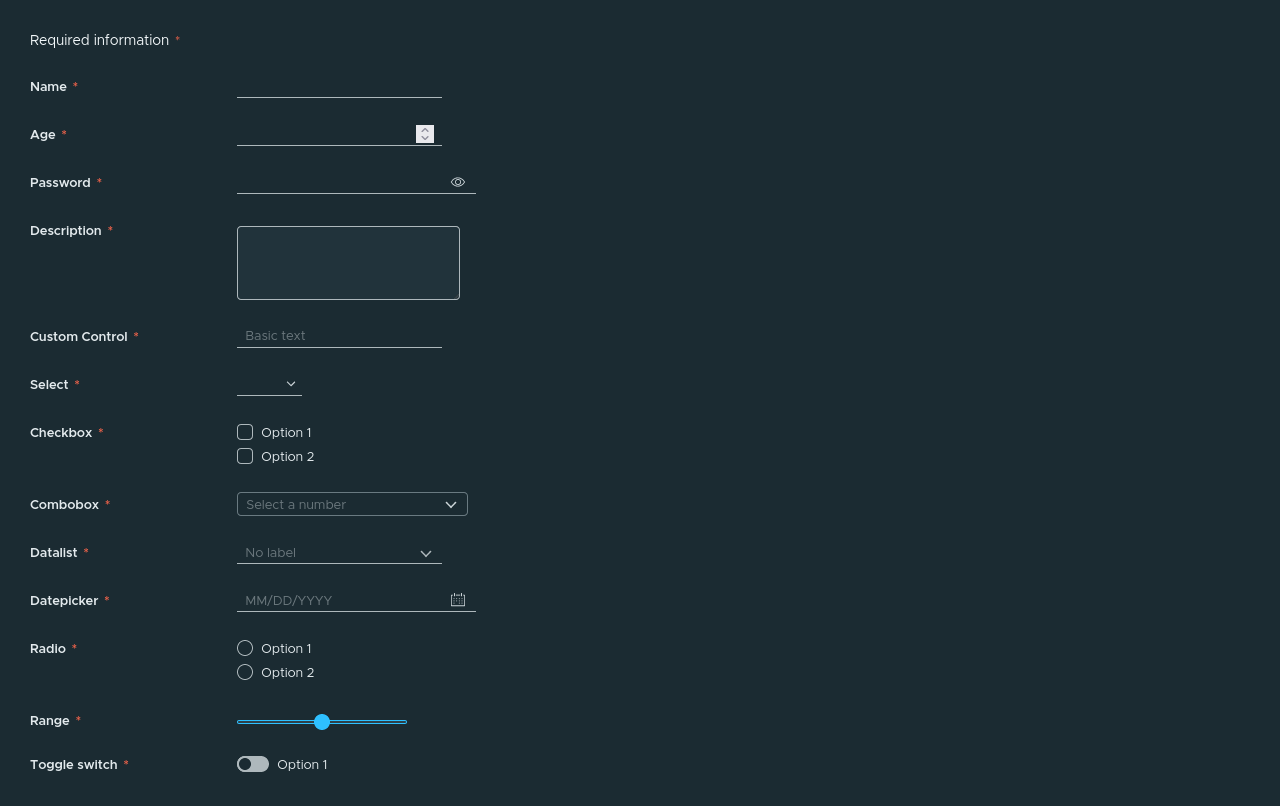 Required information *
Name *
Age *
Password *
Description *
Custom Control * Basic text
Select *
Checkbox * Option 1
Option 2
Combobox * Select a number
Datalist * No label
Datepicker * MM/DD/YYYY
Radio * Option 1
Option 2
Range *
Toggle switch * Option 1